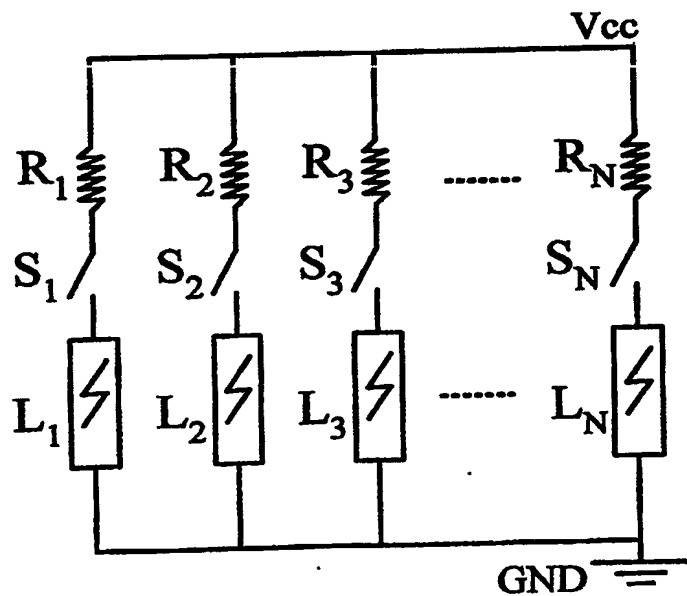 Vcc
R1 R2 R3 ........ RN
S1 S2 S3 SN
L1 L2 L3 ........ LN
GND